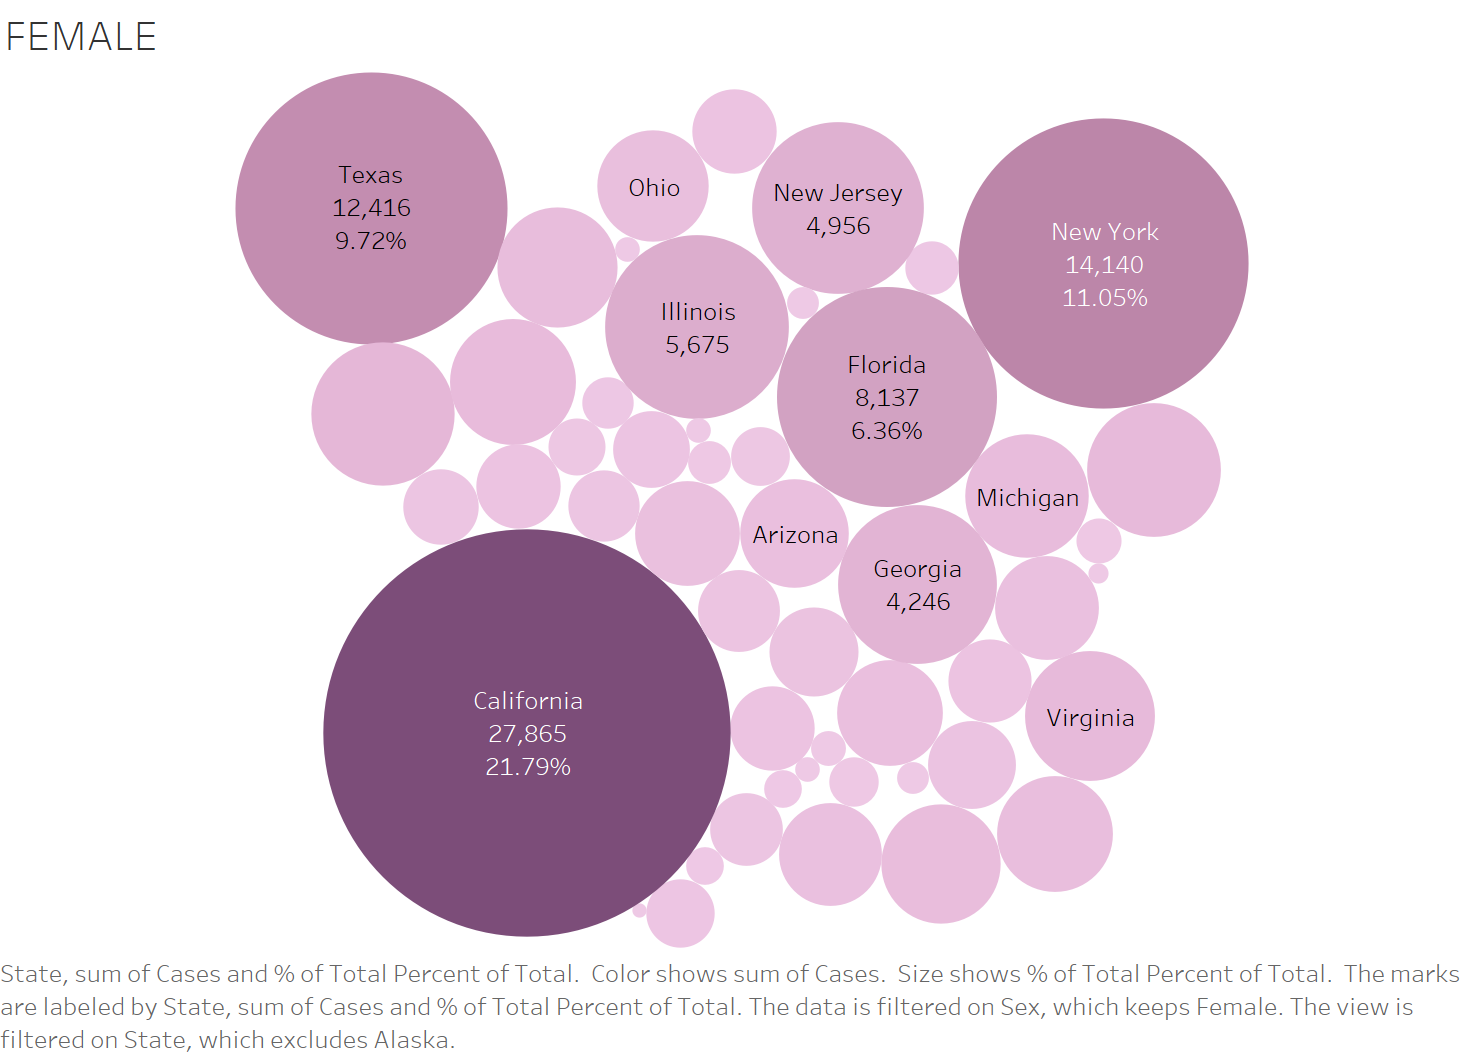 FEMALE
Texas
12,416
9.72%
Ohio
New Jersey
4,956
New York
14,140
11.05%
Illinois
5,675
Florida
8,137
6.36%
Michigan
Arizona
Georgia
4,246
California
27,865
21.79%
Virginia
State, sum of Cases and % of Total Percent of Total.  Color shows sum of Cases.  Size shows % of Total Percent of Total.  The marks
are labeled by State, sum of Cases and % of Total Percent of Total. The data is filtered on Sex, which keeps Female. The view is
filtered on State, which excludes Alaska.